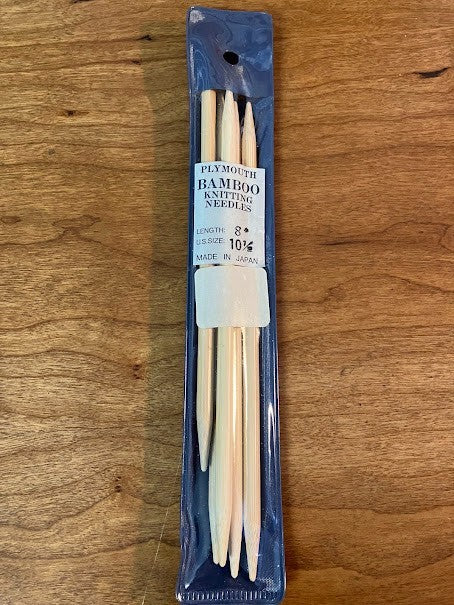 PLYMOUTH
BAMBOO
KNITTING
NEEDLES
LENGTH: 8"
U.S.SIZE: 10½
MADE IN JAPAN